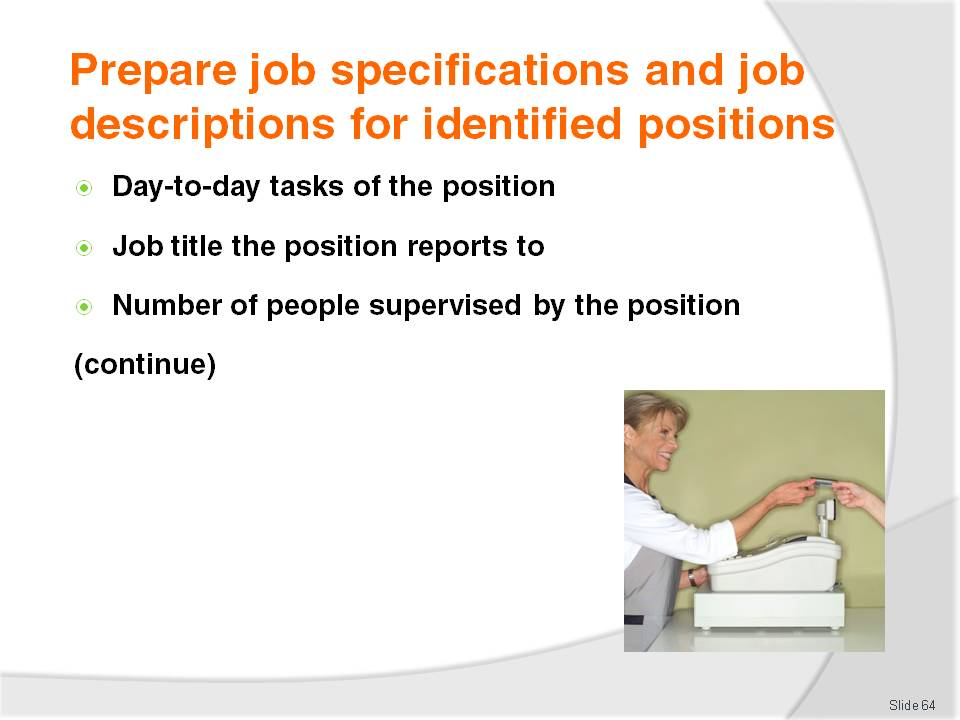 Prepare job specifications and job
descriptions for identified positions
Day-to-day tasks of the position
Job title the position reports to
Number of people supervised by the position
(continue)
Slide 64